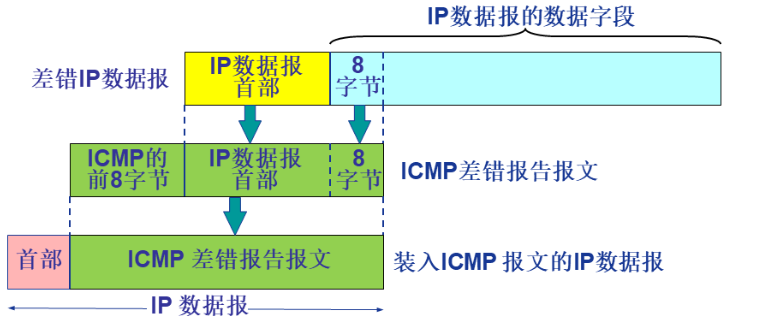 IP数据报的数据字段
差错IP数据报
IP数据报
首部
8
字节
ICMP的
前8字节
IP数据报
首部
8
字节
ICMP差错报告报文
首部
ICMP 差错报告报文
装入ICMP 报文的IP数据报
IP 数据报